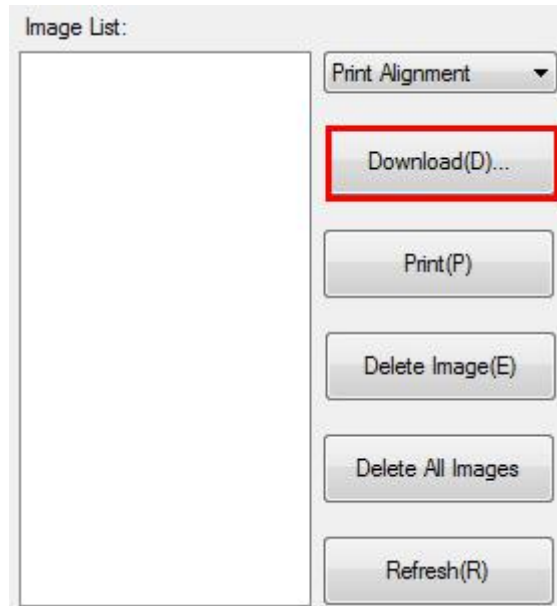 Image List:
Print Alignment
Download(D)...
Print(P)
Delete Image(E)
Delete All Images
Refresh(R)